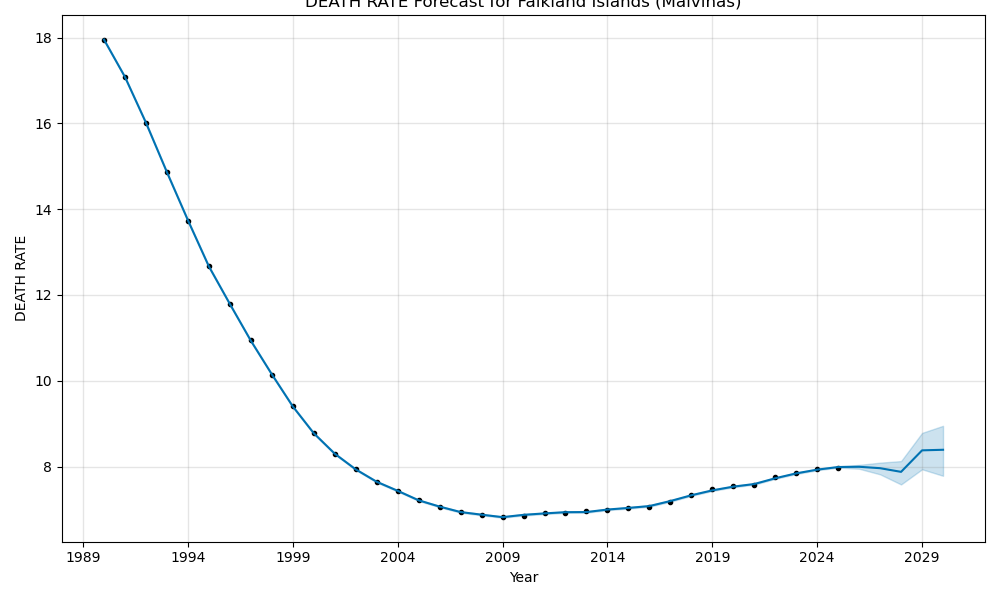 DEATH RATE Forecast for Falkland Islands (Malvinas)
18
16
14
12
10
8
DEATH RATE
1989 1994 1999 2004 2009 2014 2019 2024 2029
Year